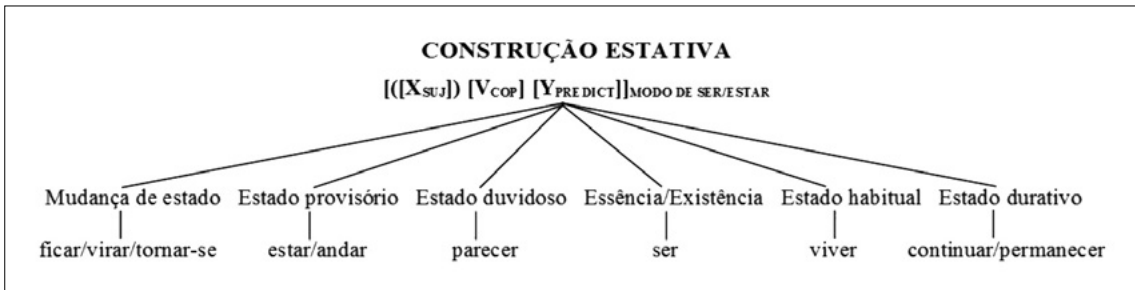 CONSTRUÇÃO ESTATIVA
[([XSUJ]) [VCOP] [YPREDICT]]MODO DE SER/ESTAR
Mudança de estado Estado provisório Estado duvidoso Essência/Existência Estado habitual Estado durativo
ficar/virar/tornar-se estar/andar parecer ser viver continuar/permanecer